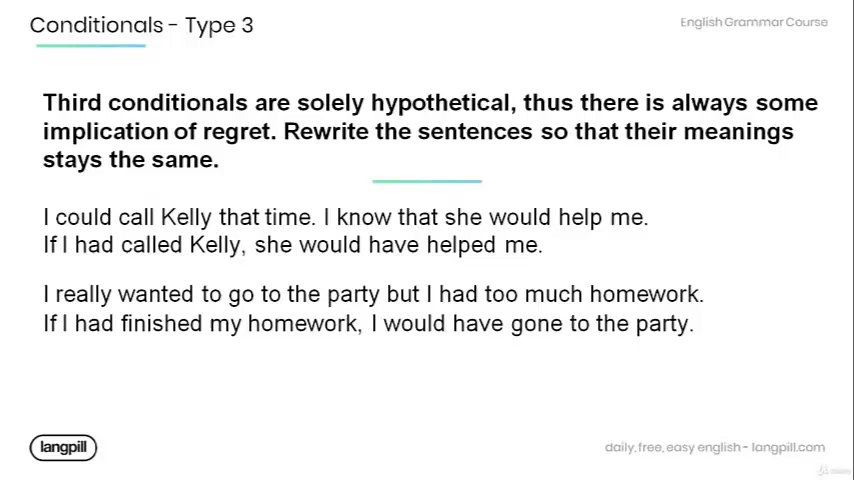 Conditionals - Type 3
English Grammar Course
Third conditionals are solely hypothetical, thus there is always some
implication of regret. Rewrite the sentences so that their meanings
stays the same.
I could call Kelly that time. I know that she would help me.
If I had called Kelly, she would have helped me.
I really wanted to go to the party but I had too much homework.
If I had finished my homework, I would have gone to the party.
langpill
daily, free, easy english - langpill.com